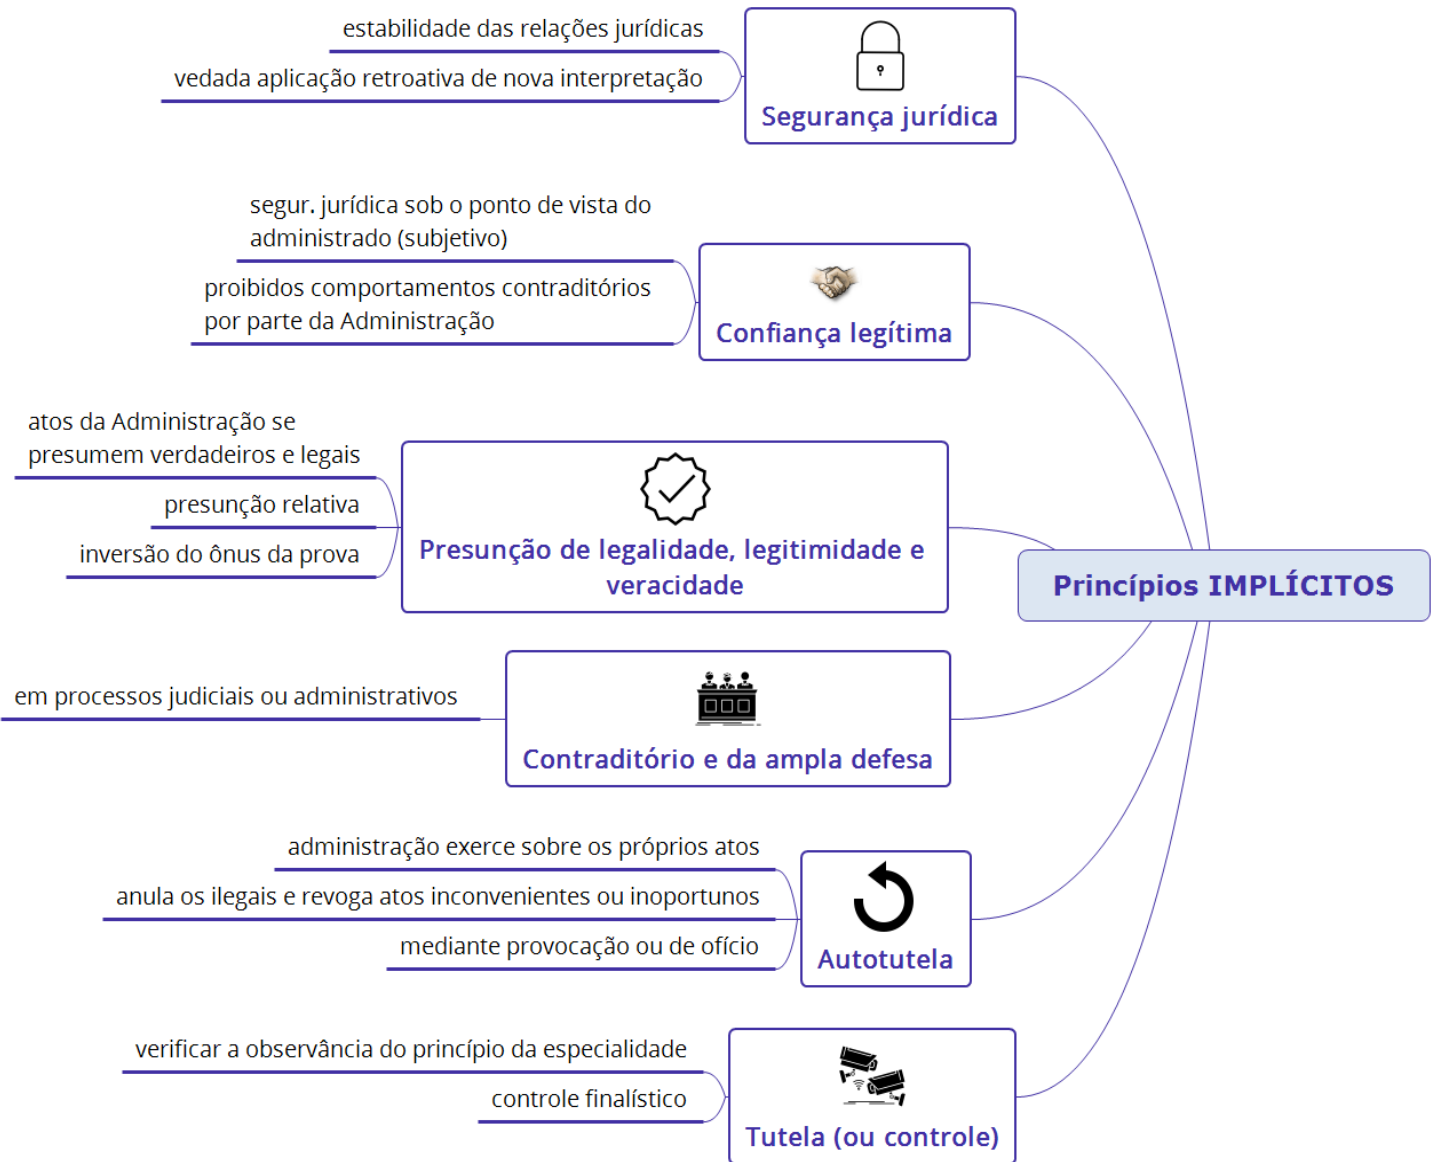 estabilidade das relações jurídicas
vedada aplicação retroativa de nova interpretação
Segurança jurídica
segur. jurídica sob o ponto de vista do
administrado (subjetivo)
proibidos comportamentos contraditórios
por parte da Administração
Confiança legítima
atos da Administração se
presumem verdadeiros e legais
presunção relativa
inversão do ônus da prova
Presunção de legalidade, legitimidade e
veracidade
Princípios IMPLÍCITOS
em processos judiciais ou administrativos
Contraditório e da ampla defesa
administração exerce sobre os próprios atos
anula os ilegais e revoga atos inconvenientes ou inoportunos
mediante provocação ou de ofício
Autotutela
verificar a observância do princípio da especialidade
controle finalístico
Tutela (ou controle)